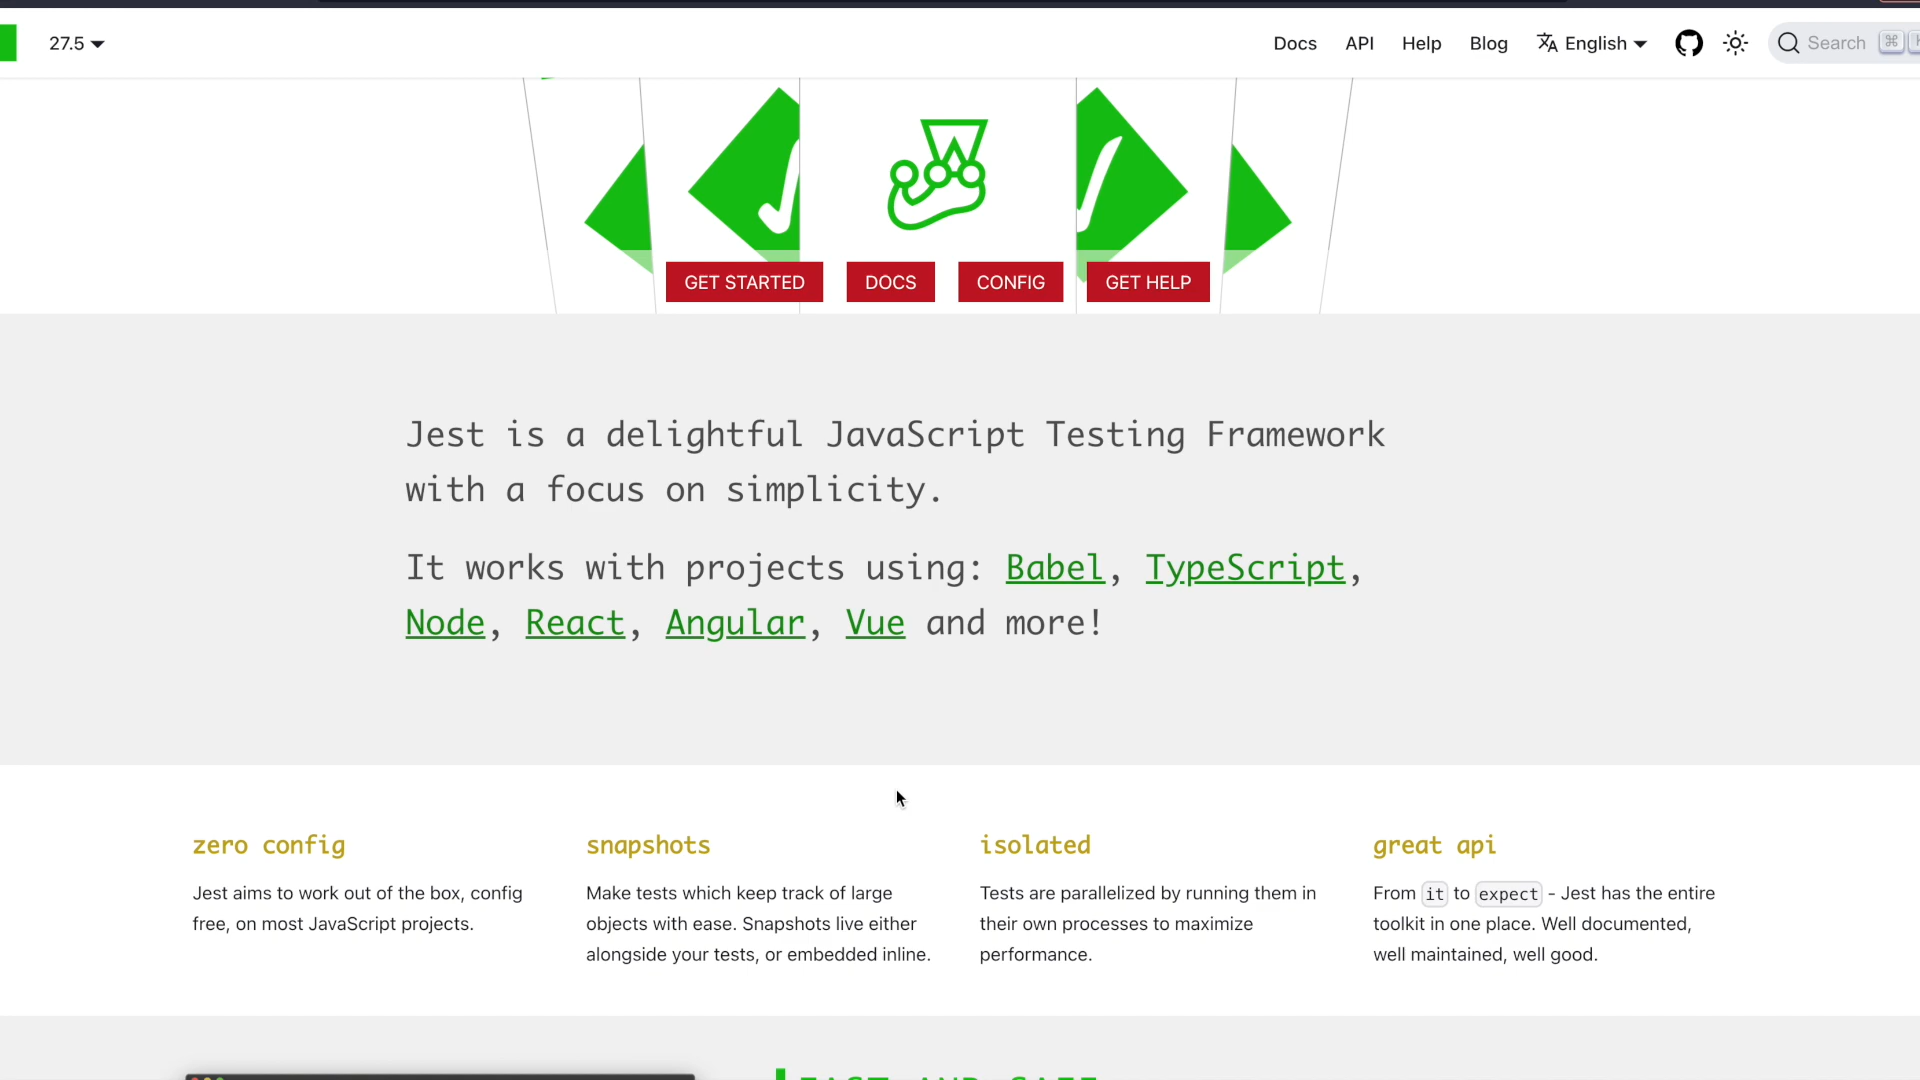 27.5
Docs API Help Blog English Search ⌘
GET STARTED DOCS CONFIG GET HELP
Jest is a delightful JavaScript Testing Framework
with a focus on simplicity.
It works with projects using: Babel, TypeScript,
Node, React, Angular, Vue and more!
zero config
Jest aims to work out of the box, config
free, on most JavaScript projects.
snapshots
Make tests which keep track of large
objects with ease. Snapshots live either
alongside your tests, or embedded inline.
isolated
Tests are parallelized by running them in
their own processes to maximize
performance.
great api
From it to expect - Jest has the entire
toolkit in one place. Well documented,
well maintained, well good.
FAST AND SAFE